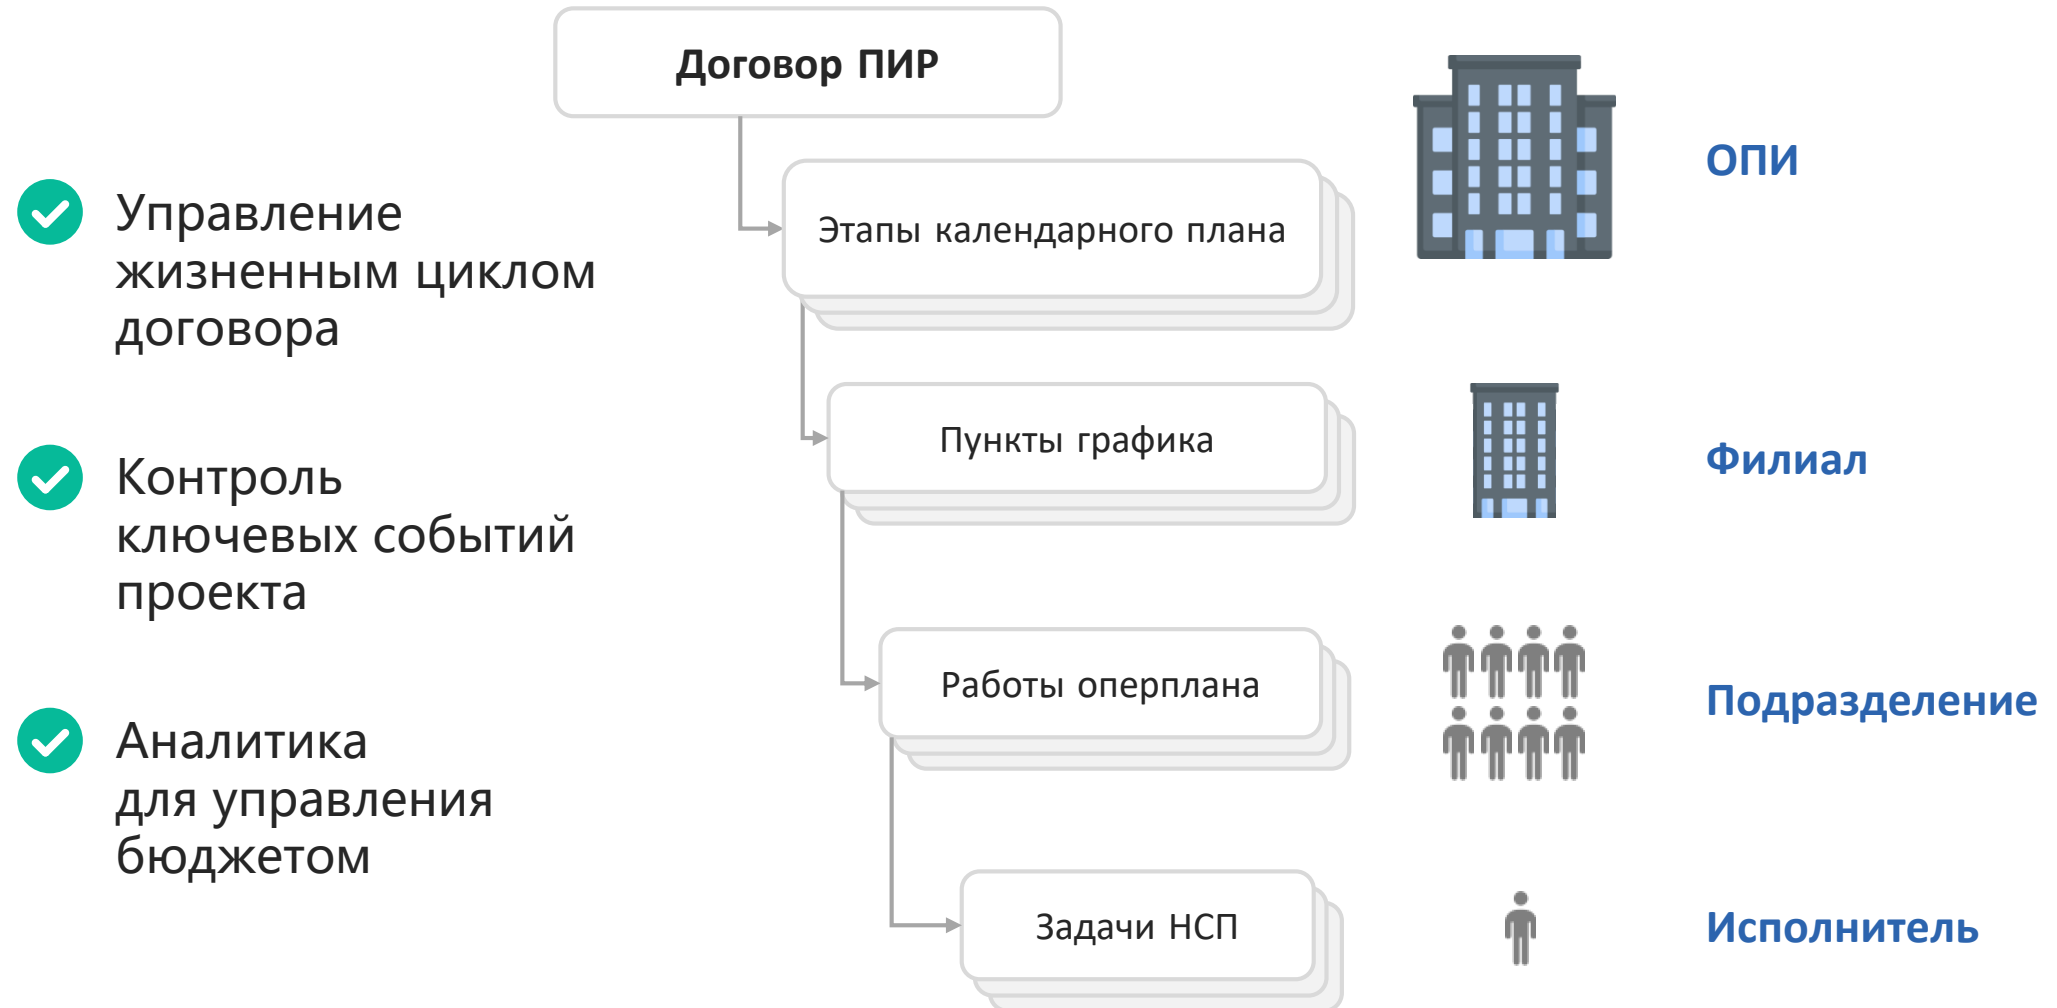 Договор ПИР
Управление
жизненным циклом
договора
Контроль
ключевых событий
проекта
Аналитика
для управления
бюджетом
Этапы календарного плана
Пункты графика
Работы оперплана
Задачи НСП
ОПИ
Филиал
Подразделение
Исполнитель